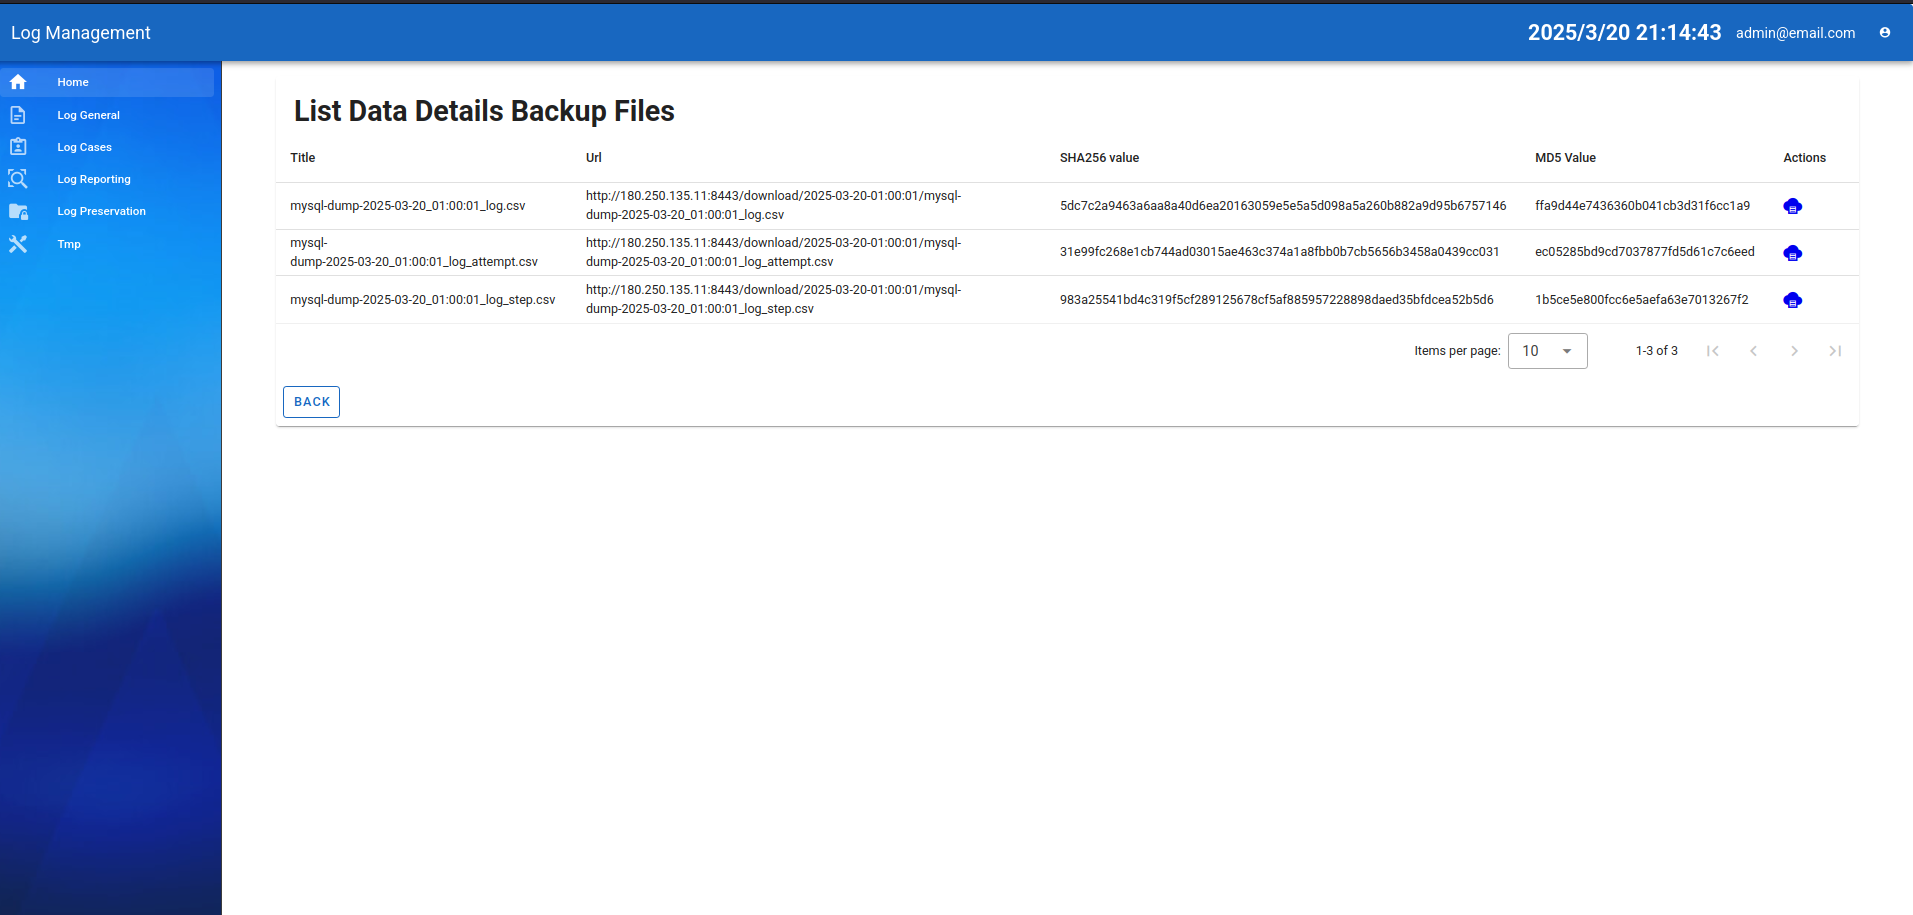 Log Management
2025/3/20 21:14:43 admin@email.com
Home
Log General
Log Cases
Log Reporting
Log Preservation
Tmp
List Data Details Backup Files
Title Url SHA256 value MD5 Value Actions
mysql-dump-2025-03-20_01:00:01_log.csv
http://180.250.135.11:8443/download/2025-03-20-01:00:01/mysql-
dump-2025-03-20_01:00:01_log.csv
5dc7c2a9463a6aa8a40d6ea20163059e5e5a5d098a5a260b882a9d95b6757146
ffa9d44e7436360b041cb3d31f6cc1a9
mysql-
dump-2025-03-20_01:00:01_log_attempt.csv
http://180.250.135.11:8443/download/2025-03-20-01:00:01/mysql-
dump-2025-03-20_01:00:01_log_attempt.csv
31e99fc268e1cb744ad03015ae463c374a1a8fbb0b7cb5656b3458a0439cc031
ec05285bd9cd7037877fd5d61c7c6eed
mysql-dump-2025-03-20_01:00:01_log_step.csv
http://180.250.135.11:8443/download/2025-03-20-01:00:01/mysql-
dump-2025-03-20_01:00:01_log_step.csv
983a25541bd4c319f5cf289125678cf5af885957228898daed35bfdcea52b5d6
1b5ce5e800fcc6e5aefa63e7013267f2
Items per page: 10 1-3 of 3
BACK